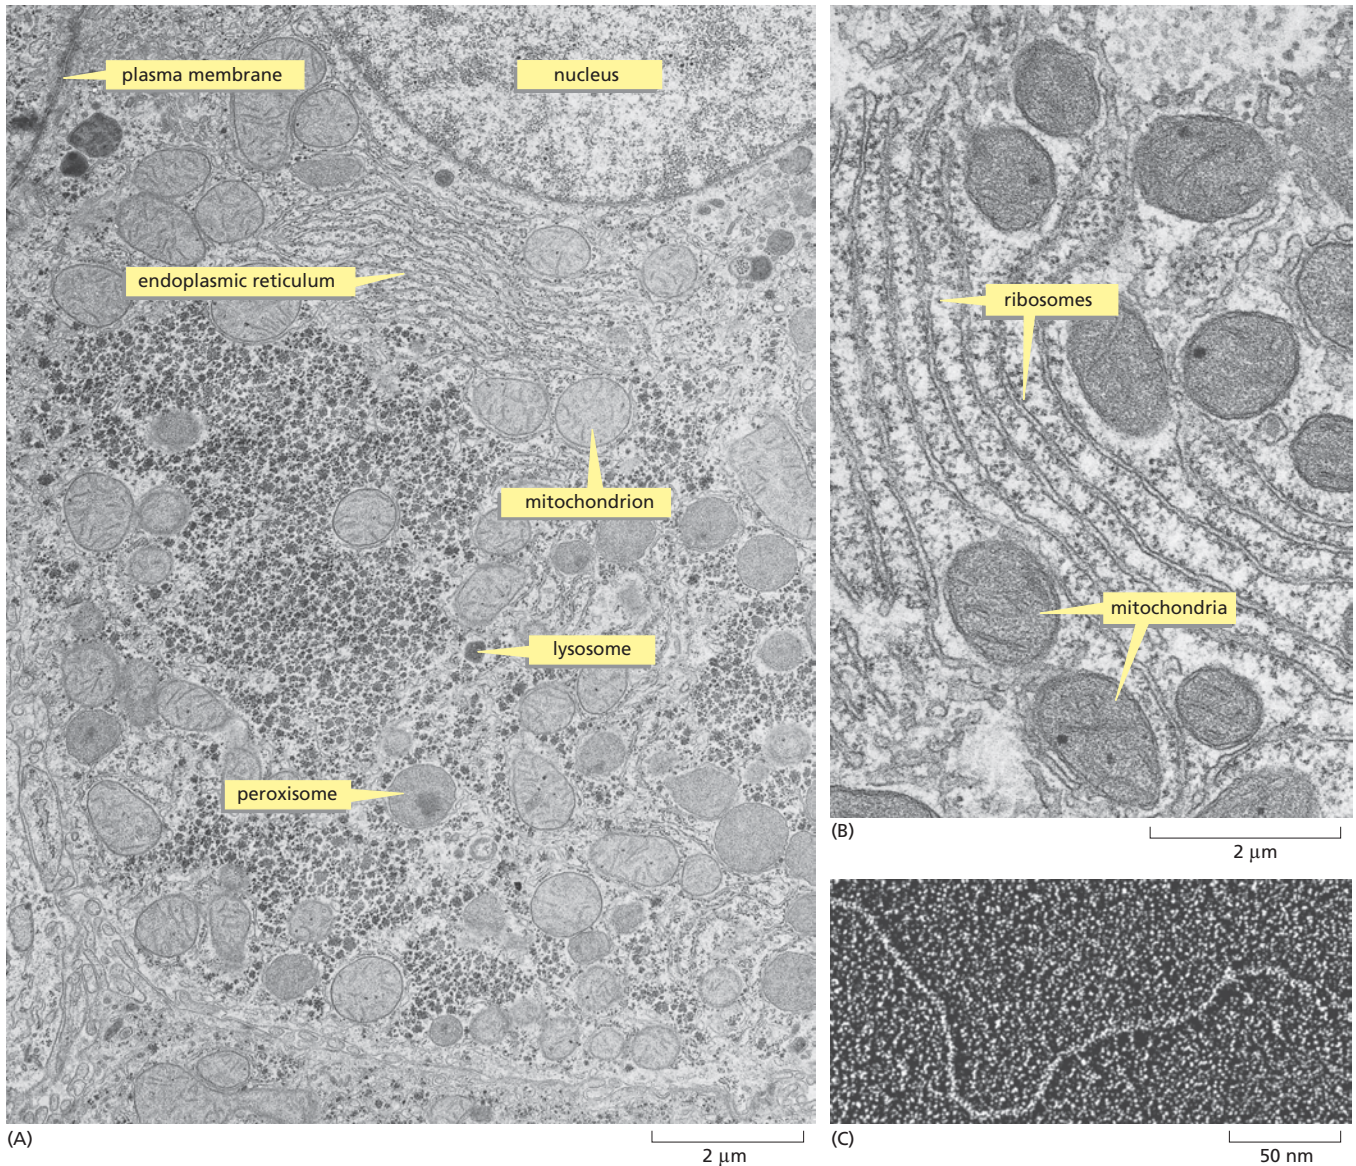 plasma membrane
nucleus
endoplasmic reticulum
mitochondrion
lysosome
peroxisome
(A)
2 μm
ribosomes
mitochondria
(B)
2 μm
(C)
50 nm